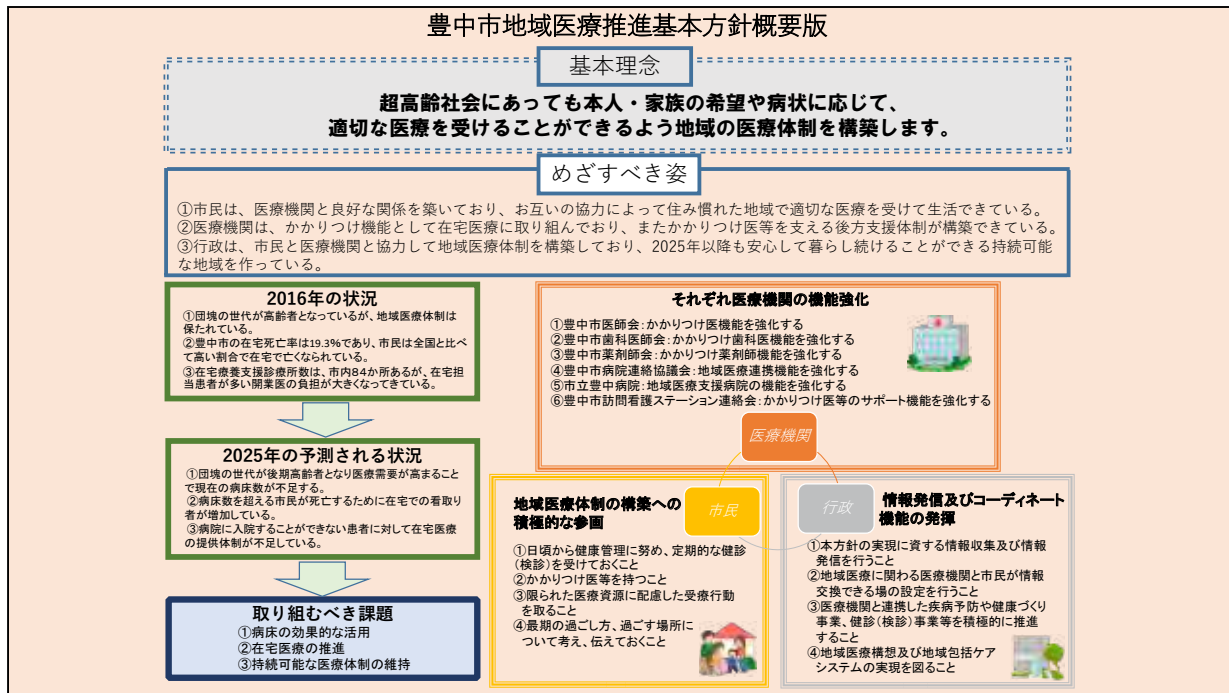 豊中市地域医療推進基本方針概要版
基本理念
超高齢社会にあっても本人・家族の希望や病状に応じて、
適切な医療を受けることができるよう地域の医療体制を構築します。
めざすべき姿
①市民は、医療機関と良好な関係を築いており、お互いの協力によって住み慣れた地域で適切な医療を受けて生活できている。
②医療機関は、かかりつけ機能として在宅医療に取り組んでおり、またかかりつけ医等を支える後方支援体制が構築できている。
③行政は、市民と医療機関と協力して地域医療体制を構築しており、2025年以降も安心して暮らし続けることができる持続可能
な地域を作っている。
2016年の状況
①団塊の世代が高齢者となっているが、地域医療体制は
保たれている。
②豊中市の在宅死亡率は19.3%であり、市民は全国と比べ
て高い割合で在宅で亡くなられている。
③在宅療養支援診療所数は、市内84か所あるが、在宅担
当患者が多い開業医の負担が大きくなってきている。
2025年の予測される状況
①団塊の世代が後期高齢者となり医療需要が高まること
で現在の病床数が不足する。
②病床数を超える市民が死亡するために在宅での看取り
者が増加している。
③病院に入院することができない患者に対して在宅医療
の提供体制が不足している。
取り組むべき課題
①病床の効果的な活用
②在宅医療の推進
③持続可能な医療体制の維持
それぞれ医療機関の機能強化
①豊中市医師会:かかりつけ医機能を強化する
②豊中市歯科医師会:かかりつけ歯科医機能を強化する
③豊中市薬剤師会:かかりつけ薬剤師機能を強化する
④豊中市病院連絡協議会:地域医療連携機能を強化する
⑤市立豊中病院:地域医療支援病院の機能を強化する
⑥豊中市訪問看護ステーション連絡会:かかりつけ医等のサポート機能を強化する
医療機関
市民
行政
地域医療体制の構築への
積極的な参画
①日頃から健康管理に努め、定期的な健診
(検診)を受けておくこと
②かかりつけ医等を持つこと
③限られた医療資源に配慮した受療行動
を取ること
④最期の過ごし方、過ごす場所に
ついて考え、伝えておくこと
情報発信及びコーディネート
機能の発揮
①本方針の実現に資する情報収集及び情報
発信を行うこと
②地域医療に関わる医療機関と市民が情報
交換できる場の設定を行うこと
③医療機関と連携した疾病予防や健康づくり
事業、健診(検診)事業等を積極的に推進
すること
④地域医療構想及び地域包括ケア
システムの実現を図ること